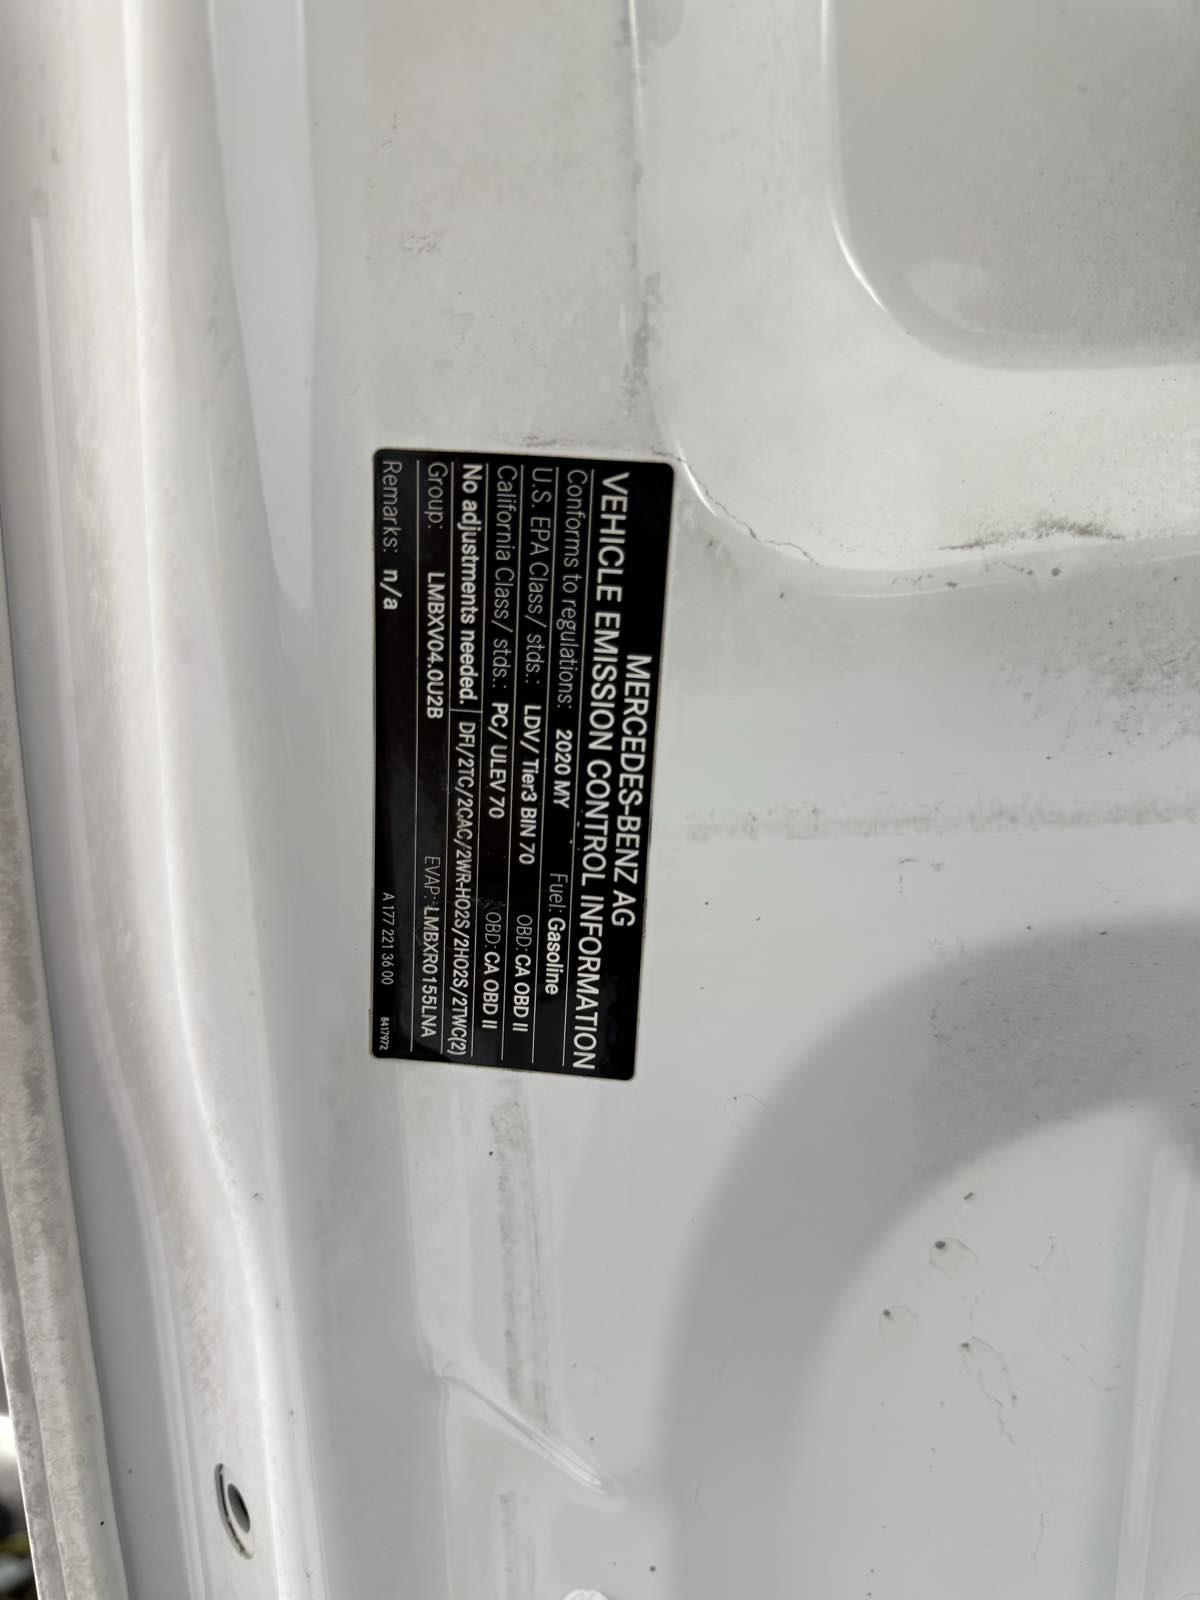 MERCEDES-BENZ AG
VEHICLE EMISSION CONTROL INFORMATION
Conforms to regulations: 2020 MY Fuel: Gasoline
U.S. EPA Class/ stds.: LDV/ Tier3 BIN 70 OBD: CA OBD II
California Class/ stds.: PC/ ULEV 70 OBD: CA OBD II
No adjustments needed. DFI/2TC/2CAC/2WR-HO2S/2HO2S/2TWC(2)
Group: LMBXV04.0U2B EVAP: LMBXR0155LNA
Remarks: n/a A 177 221 36 00 8417972